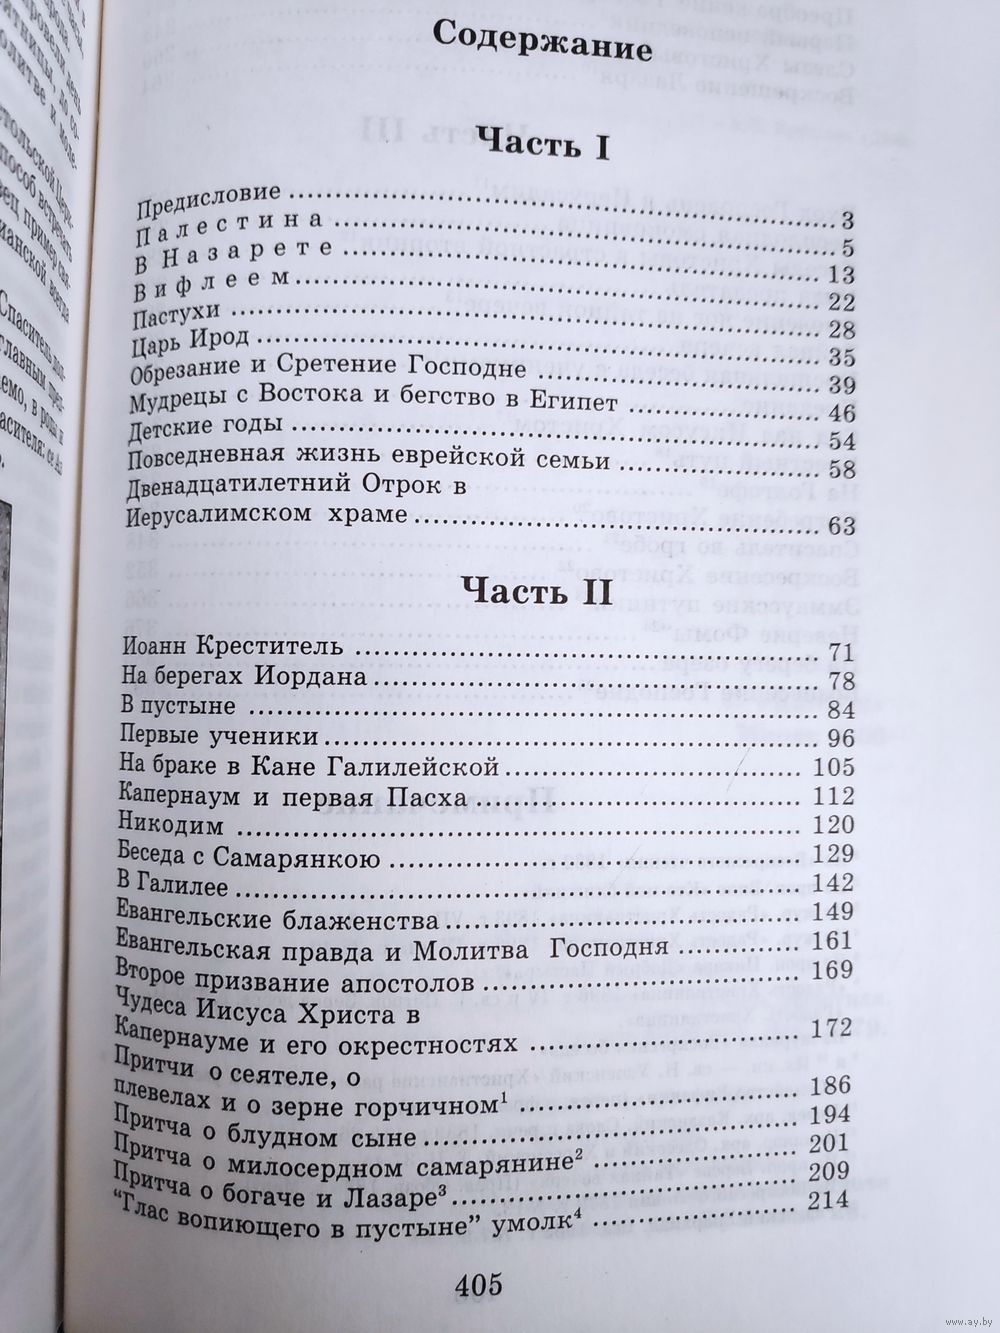 Содержание
Часть I
Предисловие 3
Палестина 5
В Назарете 13
Вифлеем 22
Пастухи 28
Царь Ирод 35
Обрезание и Сретение Господне 39
Мудрецы с Востока и бегство в Египет 46
Детские годы 54
Повседневная жизнь еврейской семьи 58
Двенадцатилетний Отрок в
Иерусалимском храме 63
Часть II
Иоанн Креститель 71
На берегах Иордана 78
В пустыне 84
Первые ученики 96
На браке в Кане Галилейской 105
Капернаум и первая Пасха 112
Никодим 120
Беседа с Самарянкою 129
В Галилее 142
Евангельские блаженства 149
Евангельская правда и Молитва Господня 161
Второе призвание апостолов 169
Чудеса Иисуса Христа в
Капернауме и его окрестностях 172
Притчи о сеятеле, о
плевелах и о зерне горчичном¹ 186
Притча о блудном сыне 194
Притча о милосердном самарянине² 201
Притча о богаче и Лазаре³ 209
“Глас вопиющего в пустыне” умолк⁴ 214
405
www.ay.by